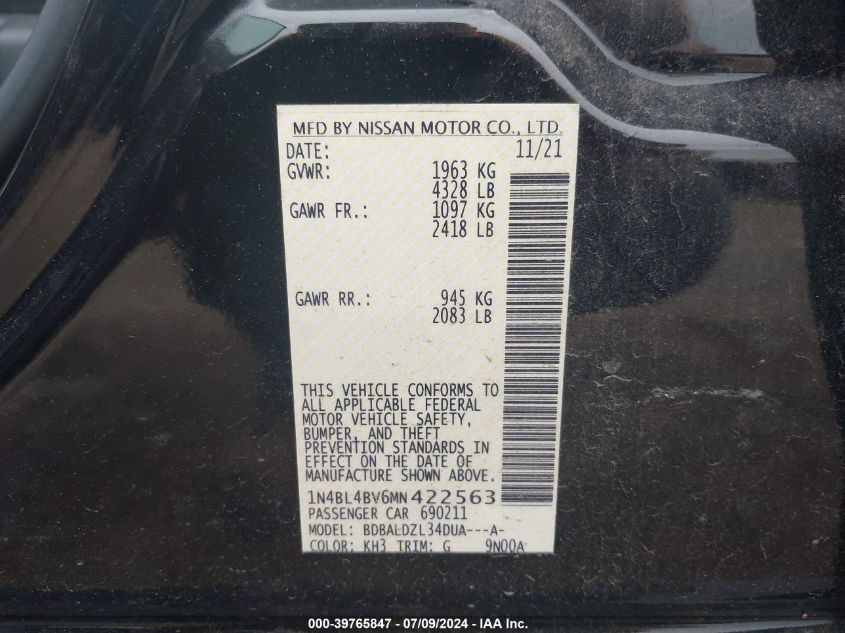 MFD BY NISSAN MOTOR CO., LTD.
DATE: 11/21
GVWR: 1963 KG
4328 LB
GAWR FR.: 1097 KG
2418 LB
GAWR RR.: 945 KG
2083 LB
THIS VEHICLE CONFORMS TO
ALL APPLICABLE FEDERAL
MOTOR VEHICLE SAFETY,
BUMPER, AND THEFT
PREVENTION STANDARDS IN
EFFECT ON THE DATE OF
MANUFACTURE SHOWN ABOVE.
1N4BL4BV6MN422563
PASSENGER CAR 690211
MODEL: BDBALDZL34DUA---A-
COLOR: KH3 TRIM: G 9N00A
000-39765847 / 07/09/2024 - IAA Inc.